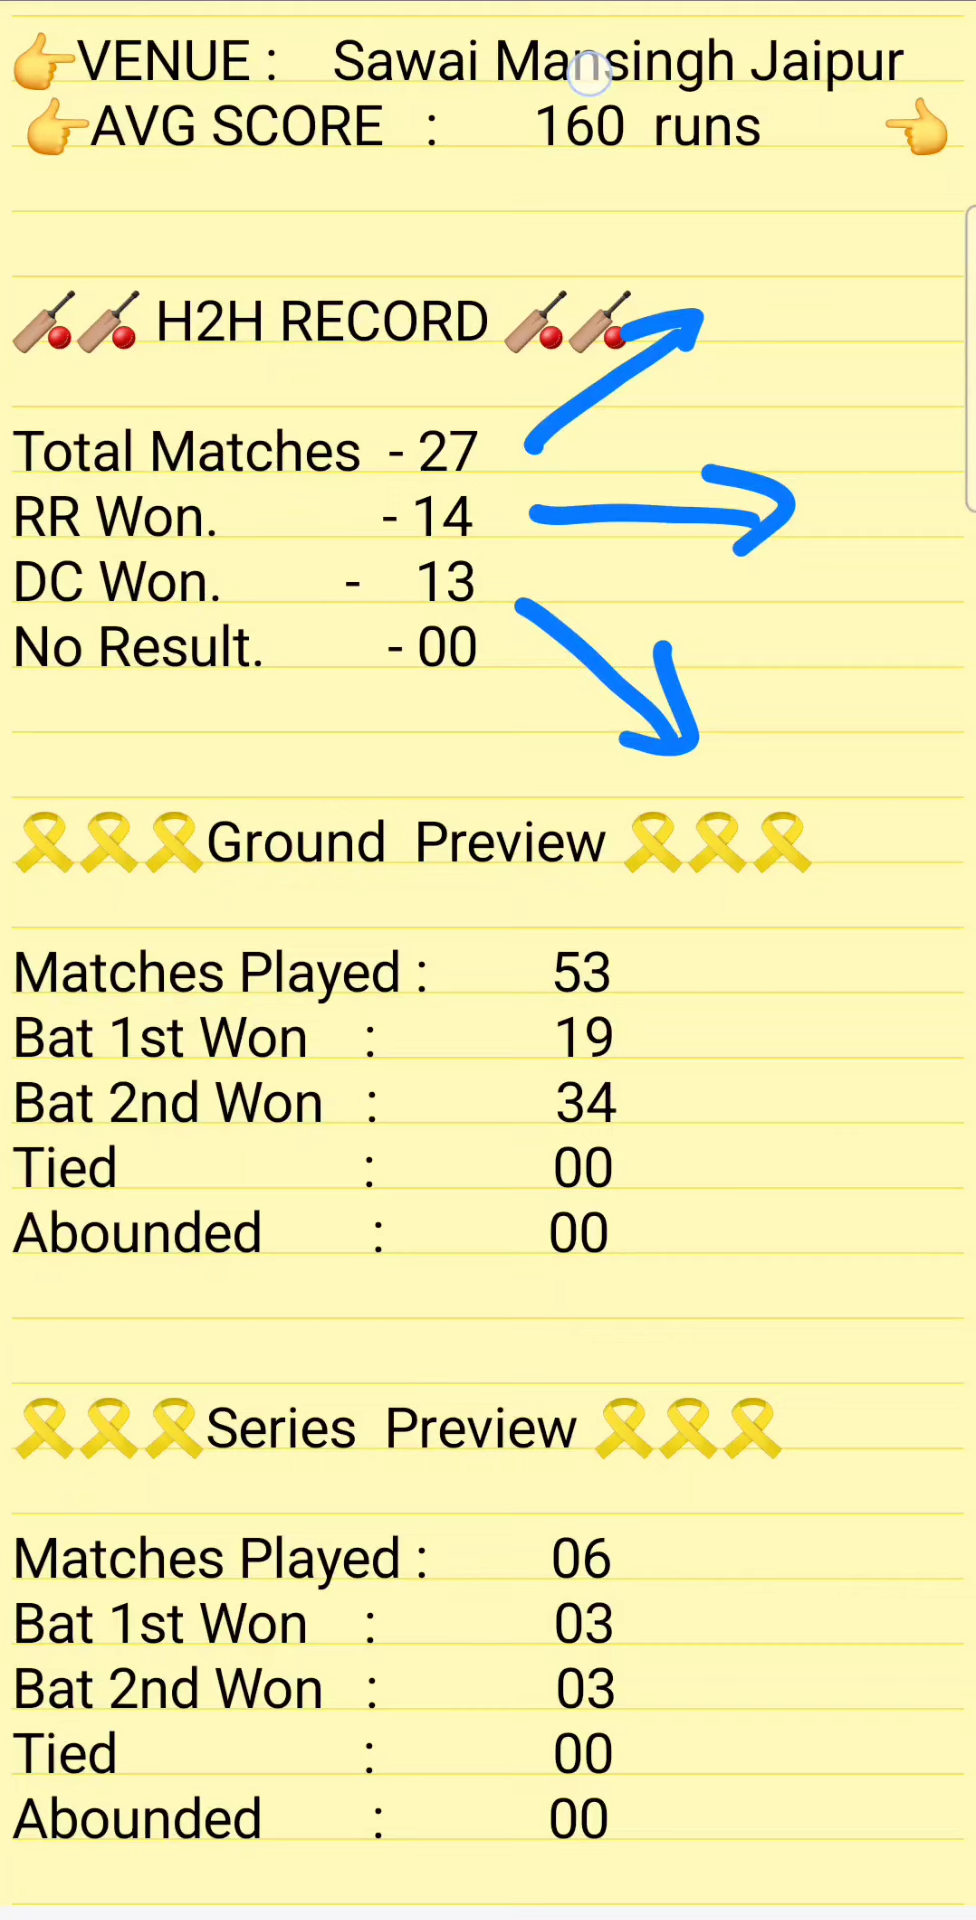 👉VENUE : Sawai Mansingh Jaipur
👉AVG SCORE : 160 runs 👈
🏏🏏 H2H RECORD 🏏🏏
Total Matches - 27
RR Won. - 14
DC Won. - 13
No Result. - 00
🎗🎗🎗Ground Preview 🎗🎗🎗
Matches Played : 53
Bat 1st Won : 19
Bat 2nd Won : 34
Tied : 00
Abounded : 00
🎗🎗🎗Series Preview 🎗🎗🎗
Matches Played : 06
Bat 1st Won : 03
Bat 2nd Won : 03
Tied : 00
Abounded : 00